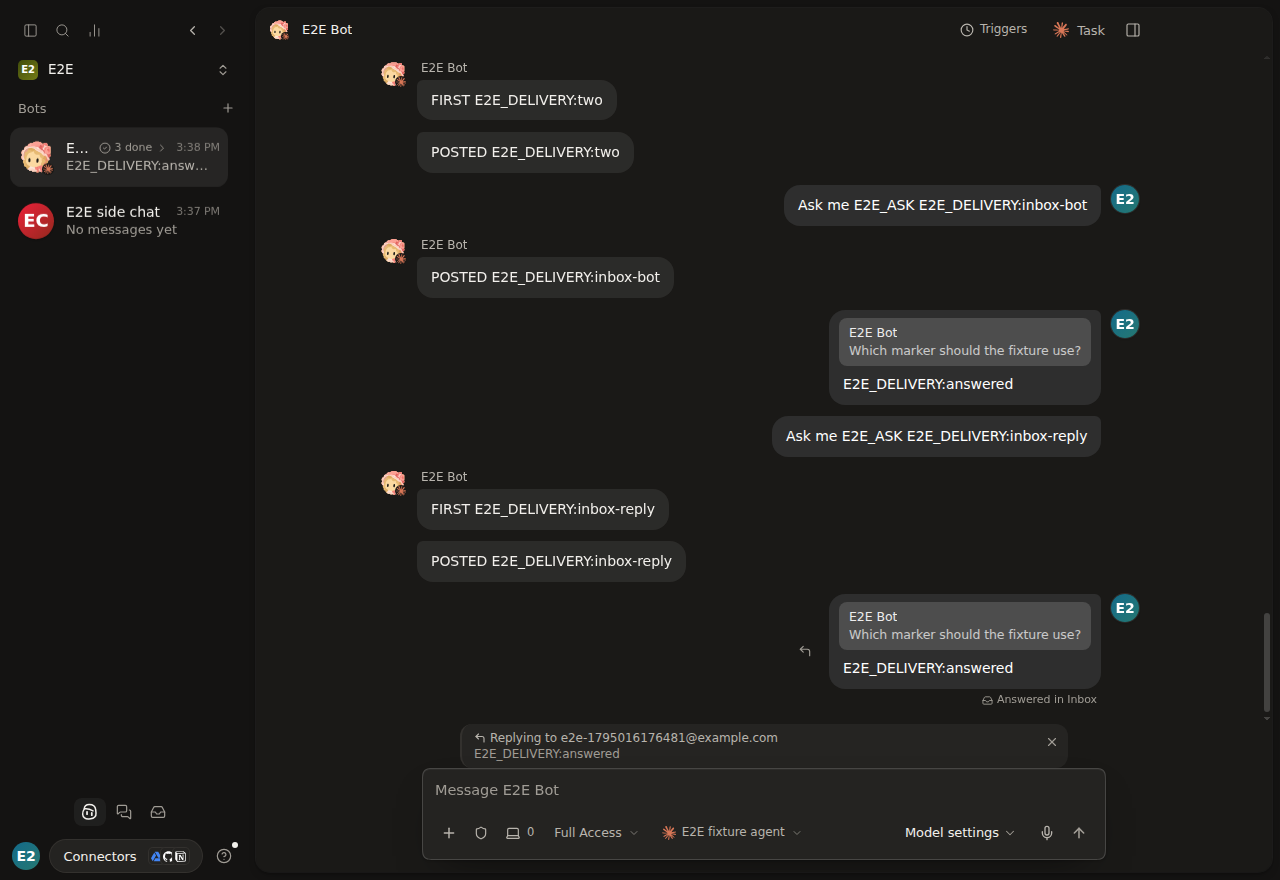 E2E Bot
Triggers
Task
E2 E2E
Bots
E... 3 done 3:38 PM
E2E_DELIVERY:answ...
EC E2E side chat 3:37 PM
No messages yet
E2E Bot
FIRST E2E_DELIVERY:two
POSTED E2E_DELIVERY:two
Ask me E2E_ASK E2E_DELIVERY:inbox-bot
E2
E2E Bot
POSTED E2E_DELIVERY:inbox-bot
E2
E2E Bot
Which marker should the fixture use?
E2E_DELIVERY:answered
Ask me E2E_ASK E2E_DELIVERY:inbox-reply
E2E Bot
FIRST E2E_DELIVERY:inbox-reply
POSTED E2E_DELIVERY:inbox-reply
E2
E2E Bot
Which marker should the fixture use?
E2E_DELIVERY:answered
Answered in Inbox
Replying to e2e-1795016176481@example.com
E2E_DELIVERY:answered
Message E2E Bot
0 Full Access E2E fixture agent Model settings
E2 Connectors